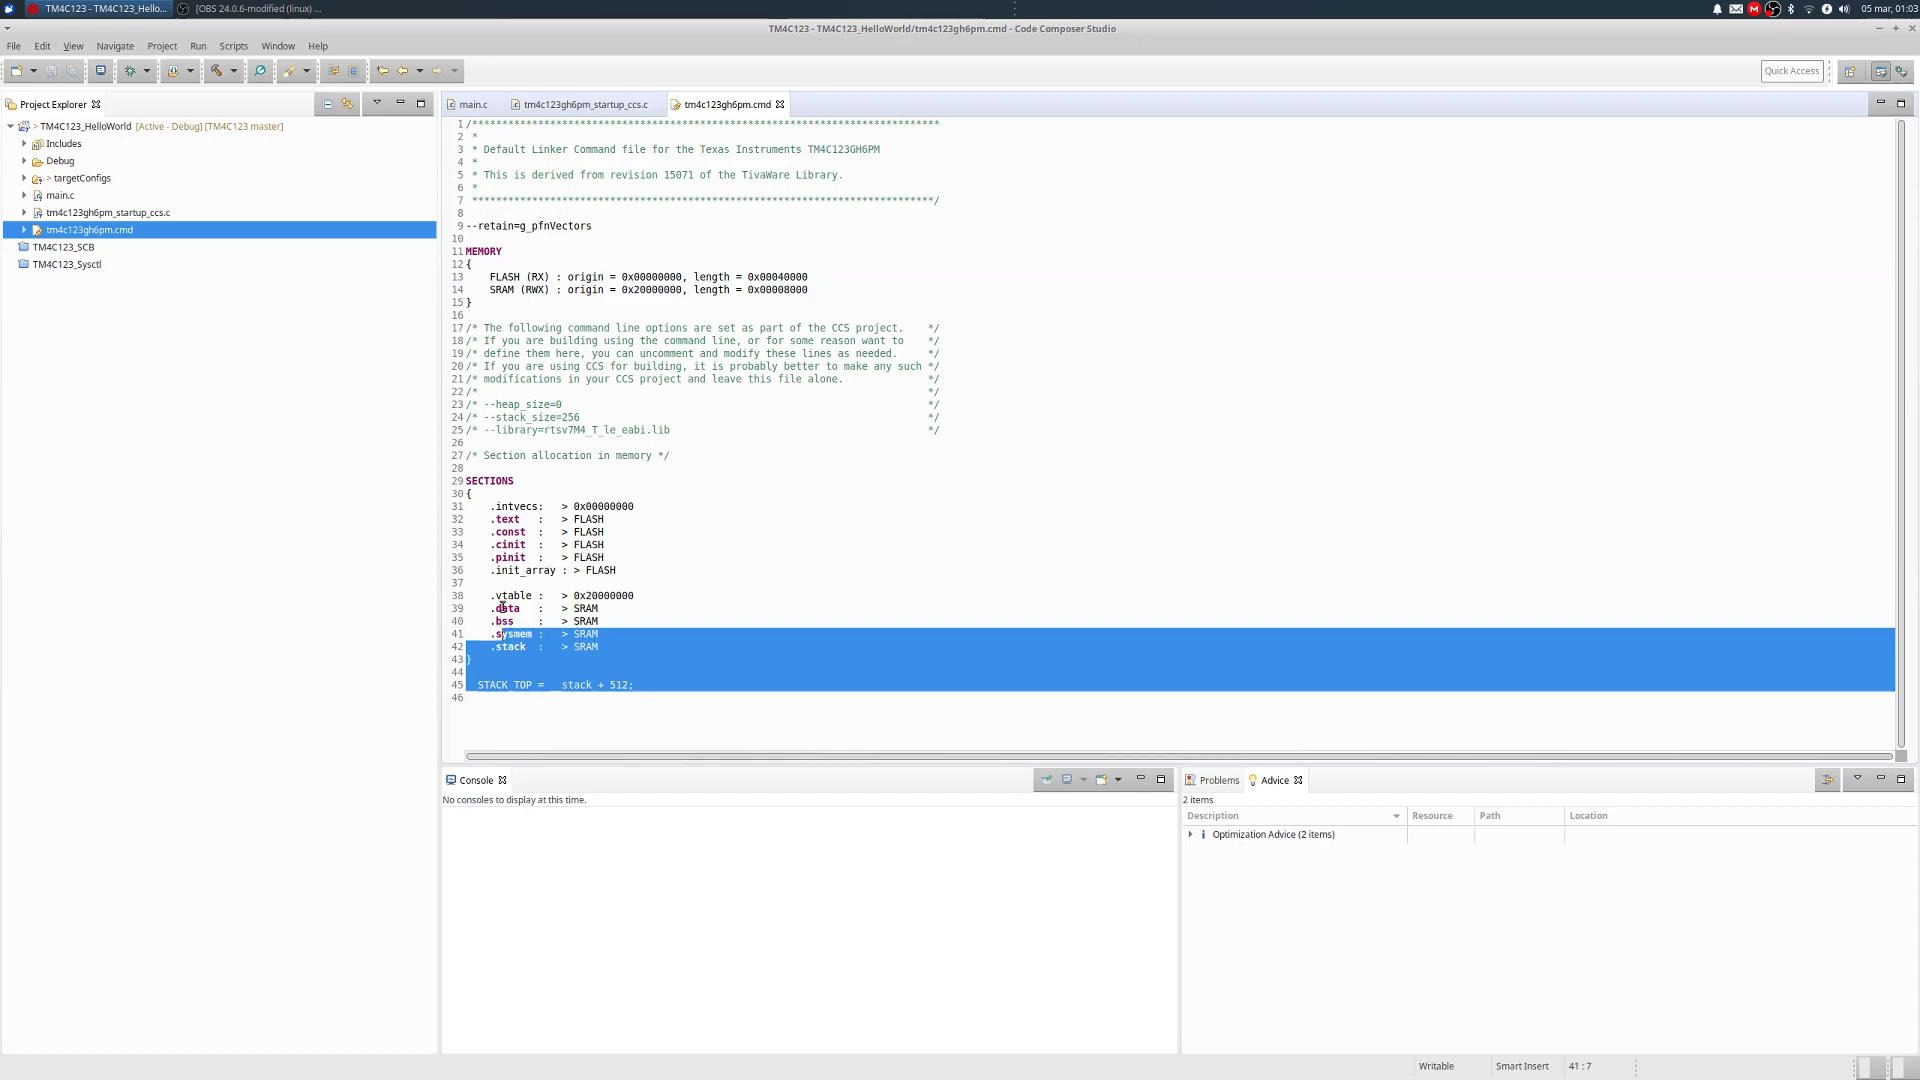 TM4C123 - TM4C123_Hello...
[OBS 24.0.6-modified (linux) ...
05 mar, 01:03
TM4C123 - TM4C123_HelloWorld/tm4c123gh6pm.cmd - Code Composer Studio
File Edit View Navigate Project Run Scripts Window Help
Quick Access
Project Explorer
> TM4C123_HelloWorld [Active - Debug] [TM4C123 master]
Includes
Debug
> targetConfigs
main.c
tm4c123gh6pm_startup_ccs.c
tm4c123gh6pm.cmd
TM4C123_SCB
TM4C123_Sysctl
main.c
tm4c123gh6pm_startup_ccs.c
tm4c123gh6pm.cmd
1 /******************************************************************************
2 *
3 * Default Linker Command file for the Texas Instruments TM4C123GH6PM
4 *
5 * This is derived from revision 15071 of the TivaWare Library.
6 *
7 *****************************************************************************/
8
9 --retain=g_pfnVectors
10
11 MEMORY
12 {
13 FLASH (RX) : origin = 0x00000000, length = 0x00040000
14 SRAM (RWX) : origin = 0x20000000, length = 0x00008000
15 }
16
17 /* The following command line options are set as part of the CCS project. */
18 /* If you are building using the command line, or for some reason want to */
19 /* define them here, you can uncomment and modify these lines as needed. */
20 /* If you are using CCS for building, it is probably better to make any such */
21 /* modifications in your CCS project and leave this file alone. */
22 /* */
23 /* --heap_size=0 */
24 /* --stack_size=256 */
25 /* --library=rtsv7M4_T_le_eabi.lib */
26
27 /* Section allocation in memory */
28
29 SECTIONS
30 {
31 .intvecs: > 0x00000000
32 .text : > FLASH
33 .const : > FLASH
34 .cinit : > FLASH
35 .pinit : > FLASH
36 .init_array : > FLASH
37
38 .vtable : > 0x20000000
39 .data : > SRAM
40 .bss : > SRAM
41 .sysmem : > SRAM
42 .stack : > SRAM
43 }
44
45 __STACK_TOP = __stack + 512;
46
Console
No consoles to display at this time.
Problems Advice
2 items
Description Resource Path Location
Optimization Advice (2 items)
Writable Smart Insert 41 : 7